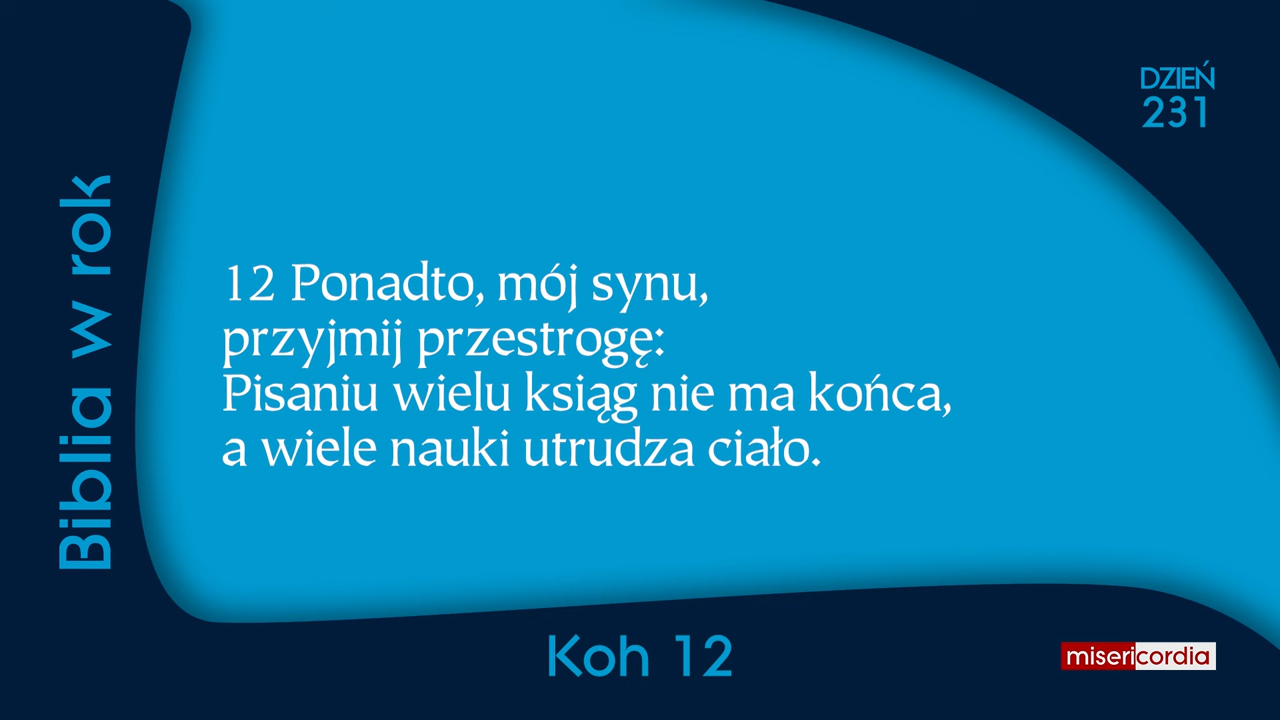 DZIEŃ
231
Biblia w rok
12 Ponadto, mój synu,
przyjmij przestrogę:
Pisaniu wielu ksiąg nie ma końca,
a wiele nauki utrudza ciało.
Koh 12
misericordia